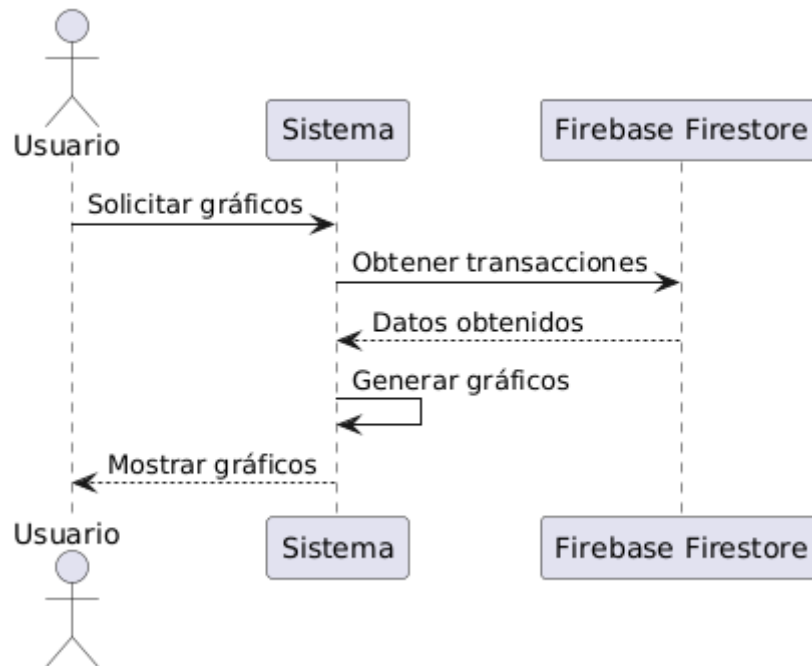 Usuario
Sistema
Firebase Firestore
Solicitar gráficos
Obtener transacciones
Datos obtenidos
Generar gráficos
Mostrar gráficos
Usuario
Sistema
Firebase Firestore